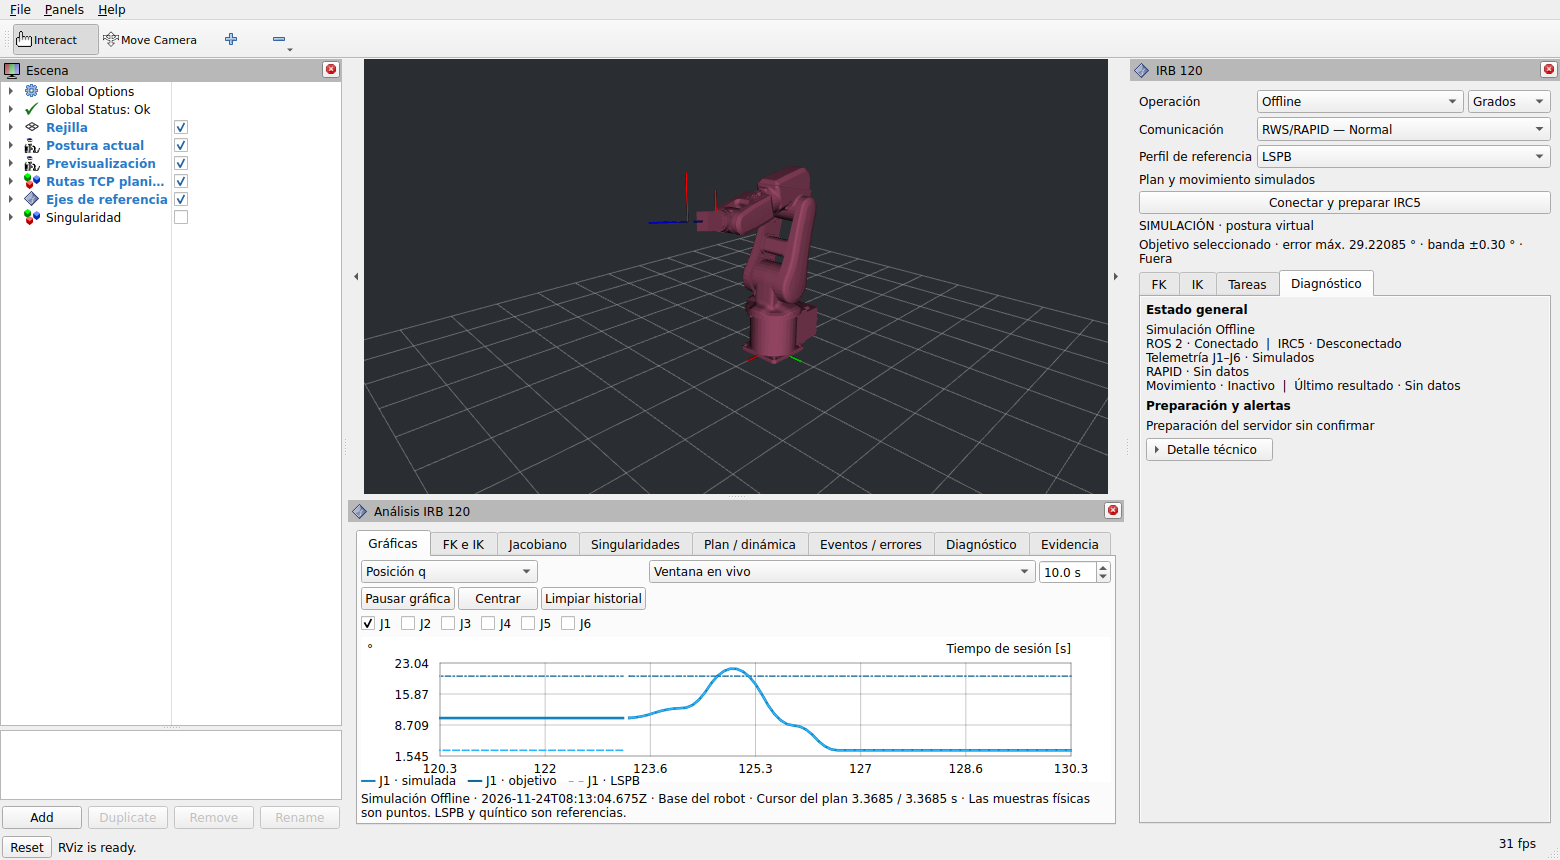 File Panels Help
Interact Move Camera
Escena
Global Options
Global Status: Ok
Rejilla
Postura actual
Previsualización
Rutas TCP plani...
Ejes de referencia
Singularidad
Add Duplicate Remove Rename
Reset RViz is ready.
Análisis IRB 120
Gráficas FK e IK Jacobiano Singularidades Plan / dinámica Eventos / errores Diagnóstico Evidencia
Posición q Ventana en vivo 10.0 s
Pausar gráfica Centrar Limpiar historial
J1 J2 J3 J4 J5 J6
° Tiempo de sesión [s]
23.04
15.87
8.709
1.545
120.3 122 123.6 125.3 127 128.6 130.3
J1 · simulada J1 · objetivo J1 · LSPB
Simulación Offline · 2026-11-24T08:13:04.675Z · Base del robot · Cursor del plan 3.3685 / 3.3685 s · Las muestras físicas
son puntos. LSPB y quíntico son referencias.
IRB 120
Operación Offline Grados
Comunicación RWS/RAPID — Normal
Perfil de referencia LSPB
Plan y movimiento simulados
Conectar y preparar IRC5
SIMULACIÓN · postura virtual
Objetivo seleccionado · error máx. 29.22085 ° · banda ±0.30 ° ·
Fuera
FK IK Tareas Diagnóstico
Estado general
Simulación Offline
ROS 2 · Conectado | IRC5 · Desconectado
Telemetría J1–J6 · Simulados
RAPID · Sin datos
Movimiento · Inactivo | Último resultado · Sin datos
Preparación y alertas
Preparación del servidor sin confirmar
Detalle técnico
31 fps